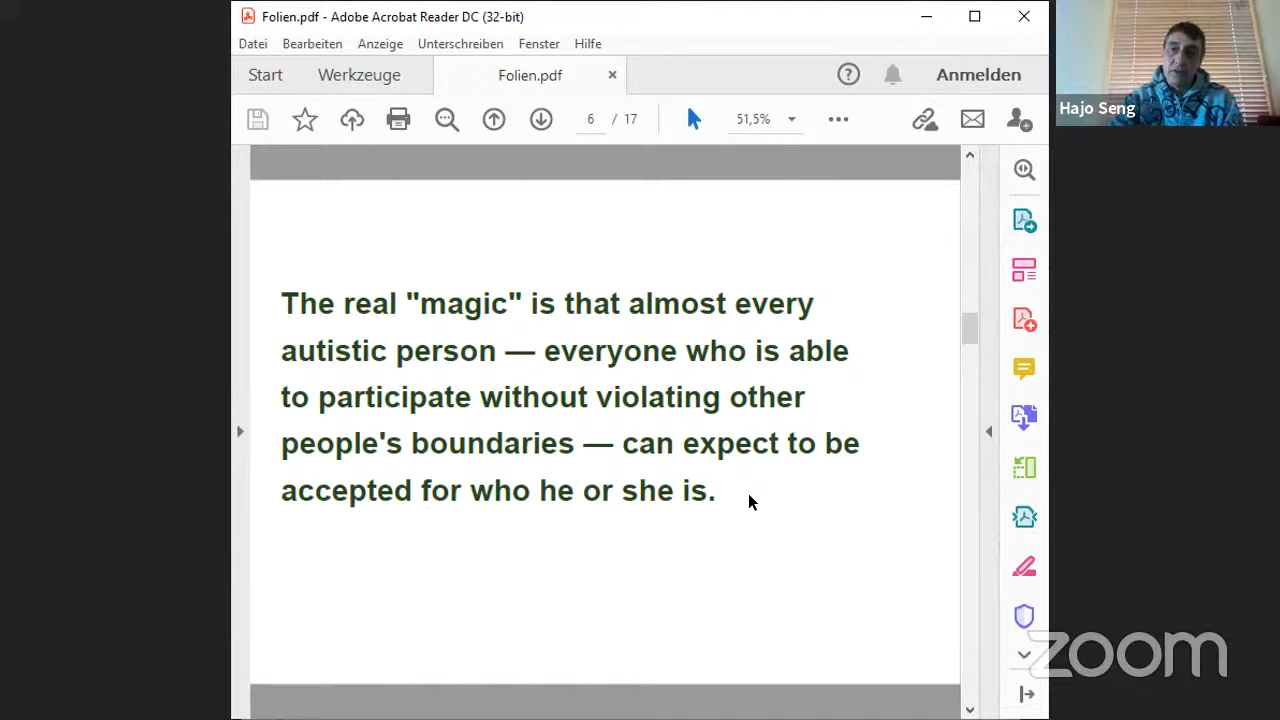 Folien.pdf - Adobe Acrobat Reader DC (32-bit)
Datei Bearbeiten Anzeige Unterschreiben Fenster Hilfe
Start Werkzeuge Folien.pdf Anmelden
6 / 17 51,5%
Hajo Seng
The real "magic" is that almost every
autistic person — everyone who is able
to participate without violating other
people's boundaries — can expect to be
accepted for who he or she is.
zoom